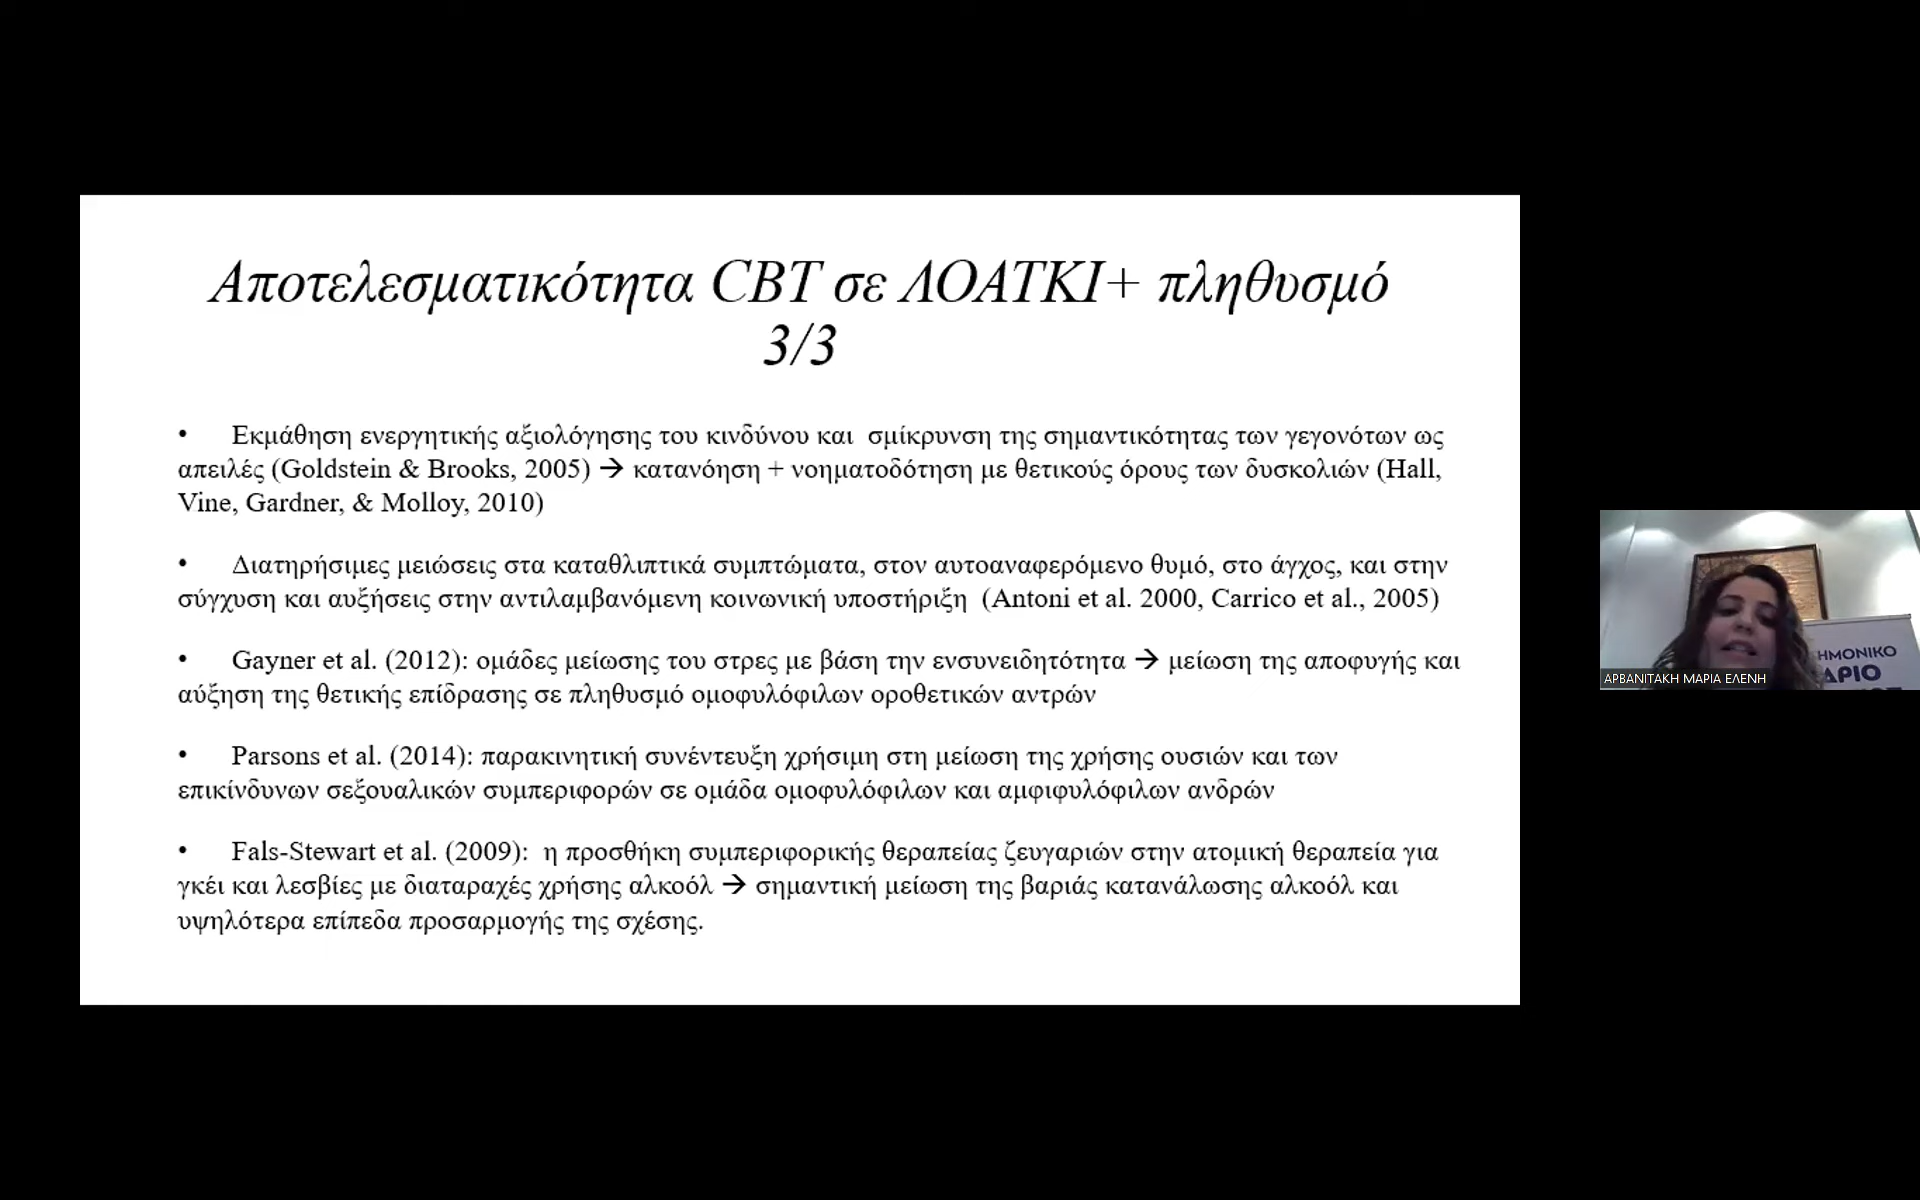 Αποτελεσματικότητα CBT σε ΛΟΑΤΚΙ+ πληθυσμό
3/3
• Εκμάθηση ενεργητικής αξιολόγησης του κινδύνου και σμίκρυνση της σημαντικότητας των γεγονότων ως
απειλές (Goldstein & Brooks, 2005) → κατανόηση + νοηματοδότηση με θετικούς όρους των δυσκολιών (Hall,
Vine, Gardner, & Molloy, 2010)
• Διατηρήσιμες μειώσεις στα καταθλιπτικά συμπτώματα, στον αυτοαναφερόμενο θυμό, στο άγχος, και στην
σύγχυση και αυξήσεις στην αντιλαμβανόμενη κοινωνική υποστήριξη (Antoni et al. 2000, Carrico et al., 2005)
• Gayner et al. (2012): ομάδες μείωσης του στρες με βάση την ενσυνειδητότητα → μείωση της αποφυγής και
αύξηση της θετικής επίδρασης σε πληθυσμό ομοφυλόφιλων οροθετικών αντρών
• Parsons et al. (2014): παρακινητική συνέντευξη χρήσιμη στη μείωση της χρήσης ουσιών και των
επικίνδυνων σεξουαλικών συμπεριφορών σε ομάδα ομοφυλόφιλων και αμφιφυλόφιλων ανδρών
• Fals-Stewart et al. (2009): η προσθήκη συμπεριφορικής θεραπείας ζευγαριών στην ατομική θεραπεία για
γκέι και λεσβίες με διαταραχές χρήσης αλκοόλ → σημαντική μείωση της βαριάς κατανάλωσης αλκοόλ και
υψηλότερα επίπεδα προσαρμογής της σχέσης.
ΗΜΟΝΙΚΟ
ΔΡΙΟ
ΑΡΒΑΝΙΤΑΚΗ ΜΑΡΙΑ ΕΛΕΝΗ